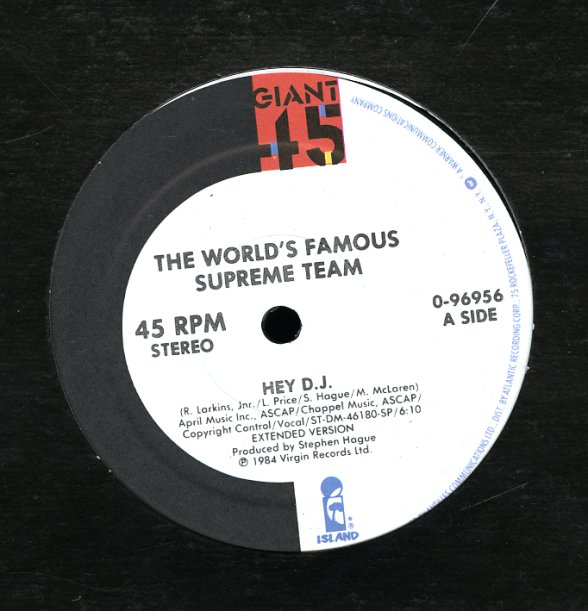 GIANT
45
THE WORLD'S FAMOUS
SUPREME TEAM
45 RPM
STEREO
0-96956
A SIDE
HEY D.J.
(R. Larkins, Jnr./L. Price/S. Hague/M. McLaren)
April Music Inc., ASCAP/Chappel Music, ASCAP/
Copyright Control/Vocal/ST-DM-46180-SP/6:10
EXTENDED VERSION
Produced by Stephen Hague
℗ 1984 Virgin Records Ltd.
ISLAND
COMMUNICATIONS LTD., DIST. BY ATLANTIC RECORDING CORP., 75 ROCKEFELLER PLAZA, N.Y., N.Y. A WARNER COMMUNICATIONS COMPANY